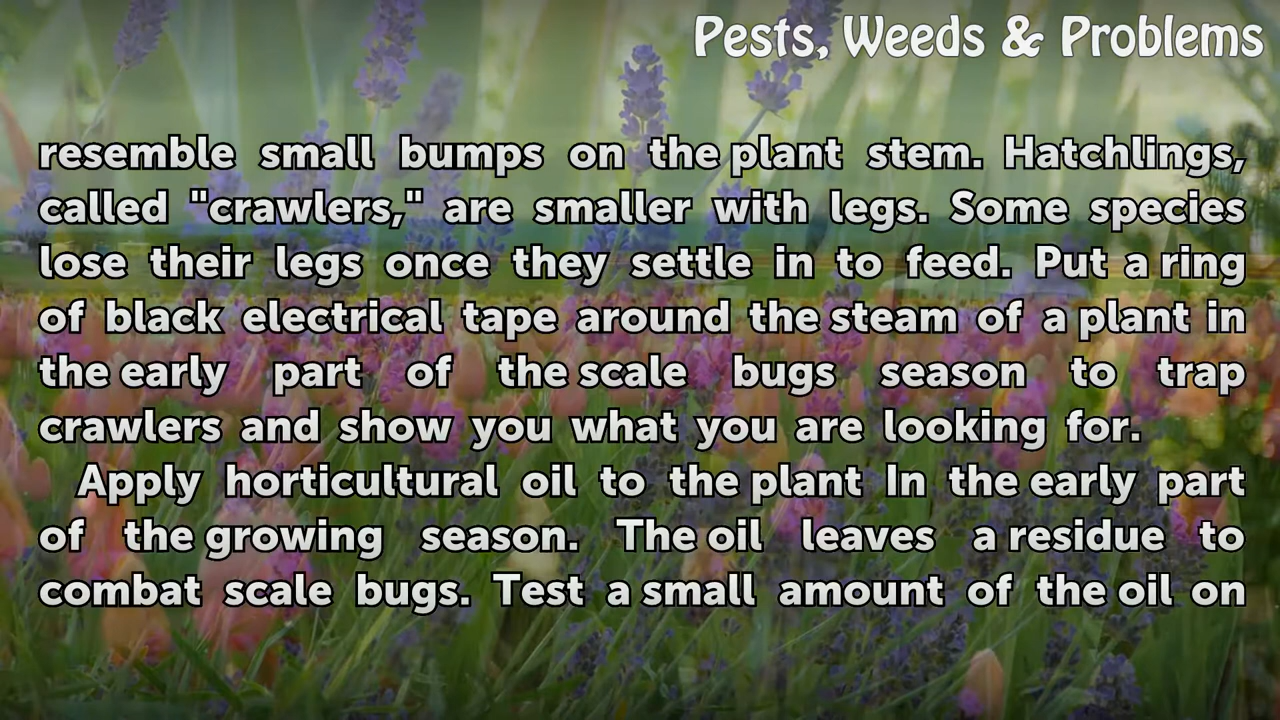 Pests, Weeds & Problems
resemble small bumps on the plant stem. Hatchlings,
called "crawlers," are smaller with legs. Some species
lose their legs once they settle in to feed. Put a ring
of black electrical tape around the steam of a plant in
the early part of the scale bugs season to trap
crawlers and show you what you are looking for.
Apply horticultural oil to the plant In the early part
of the growing season. The oil leaves a residue to
combat scale bugs. Test a small amount of the oil on